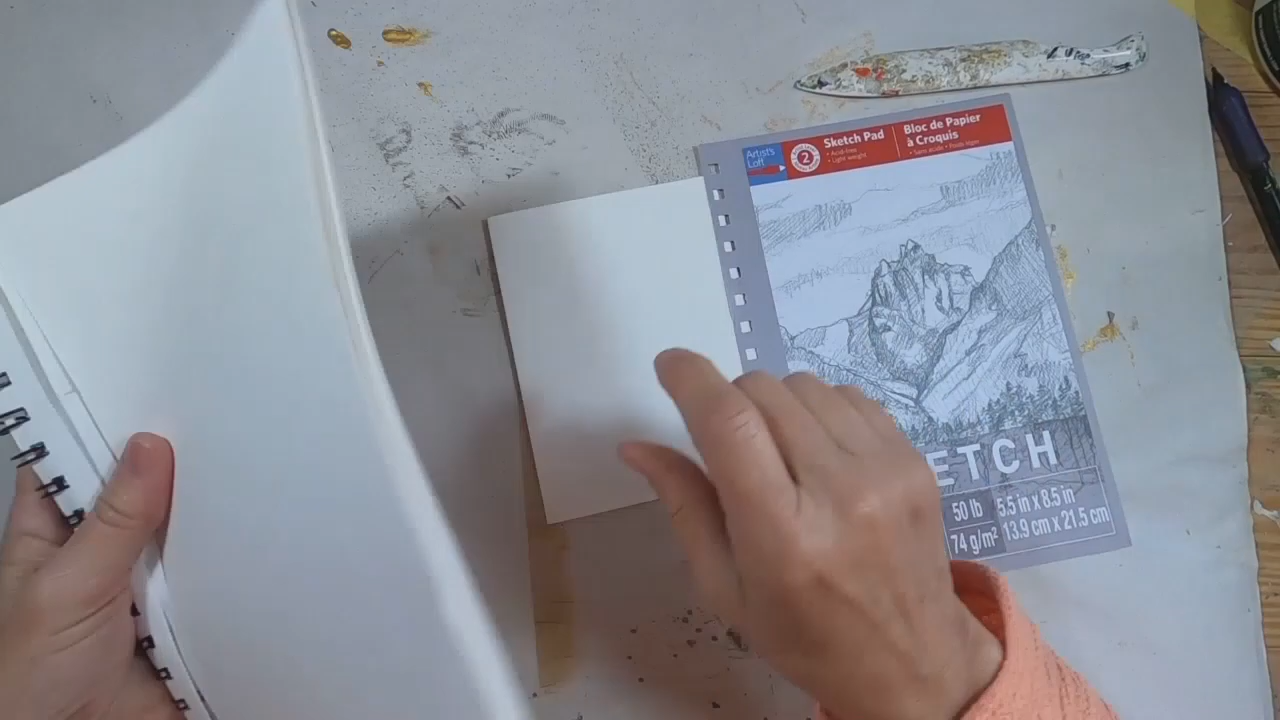 Artist's
Loft
2
Sketch Pad
• Acid-free
• Light weight
Bloc de Papier
à Croquis
• Sans acide • Poids léger
ETCH
50 lb
74 g/m²
5.5 in x 8.5 in
13.9 cm x 21.5 cm